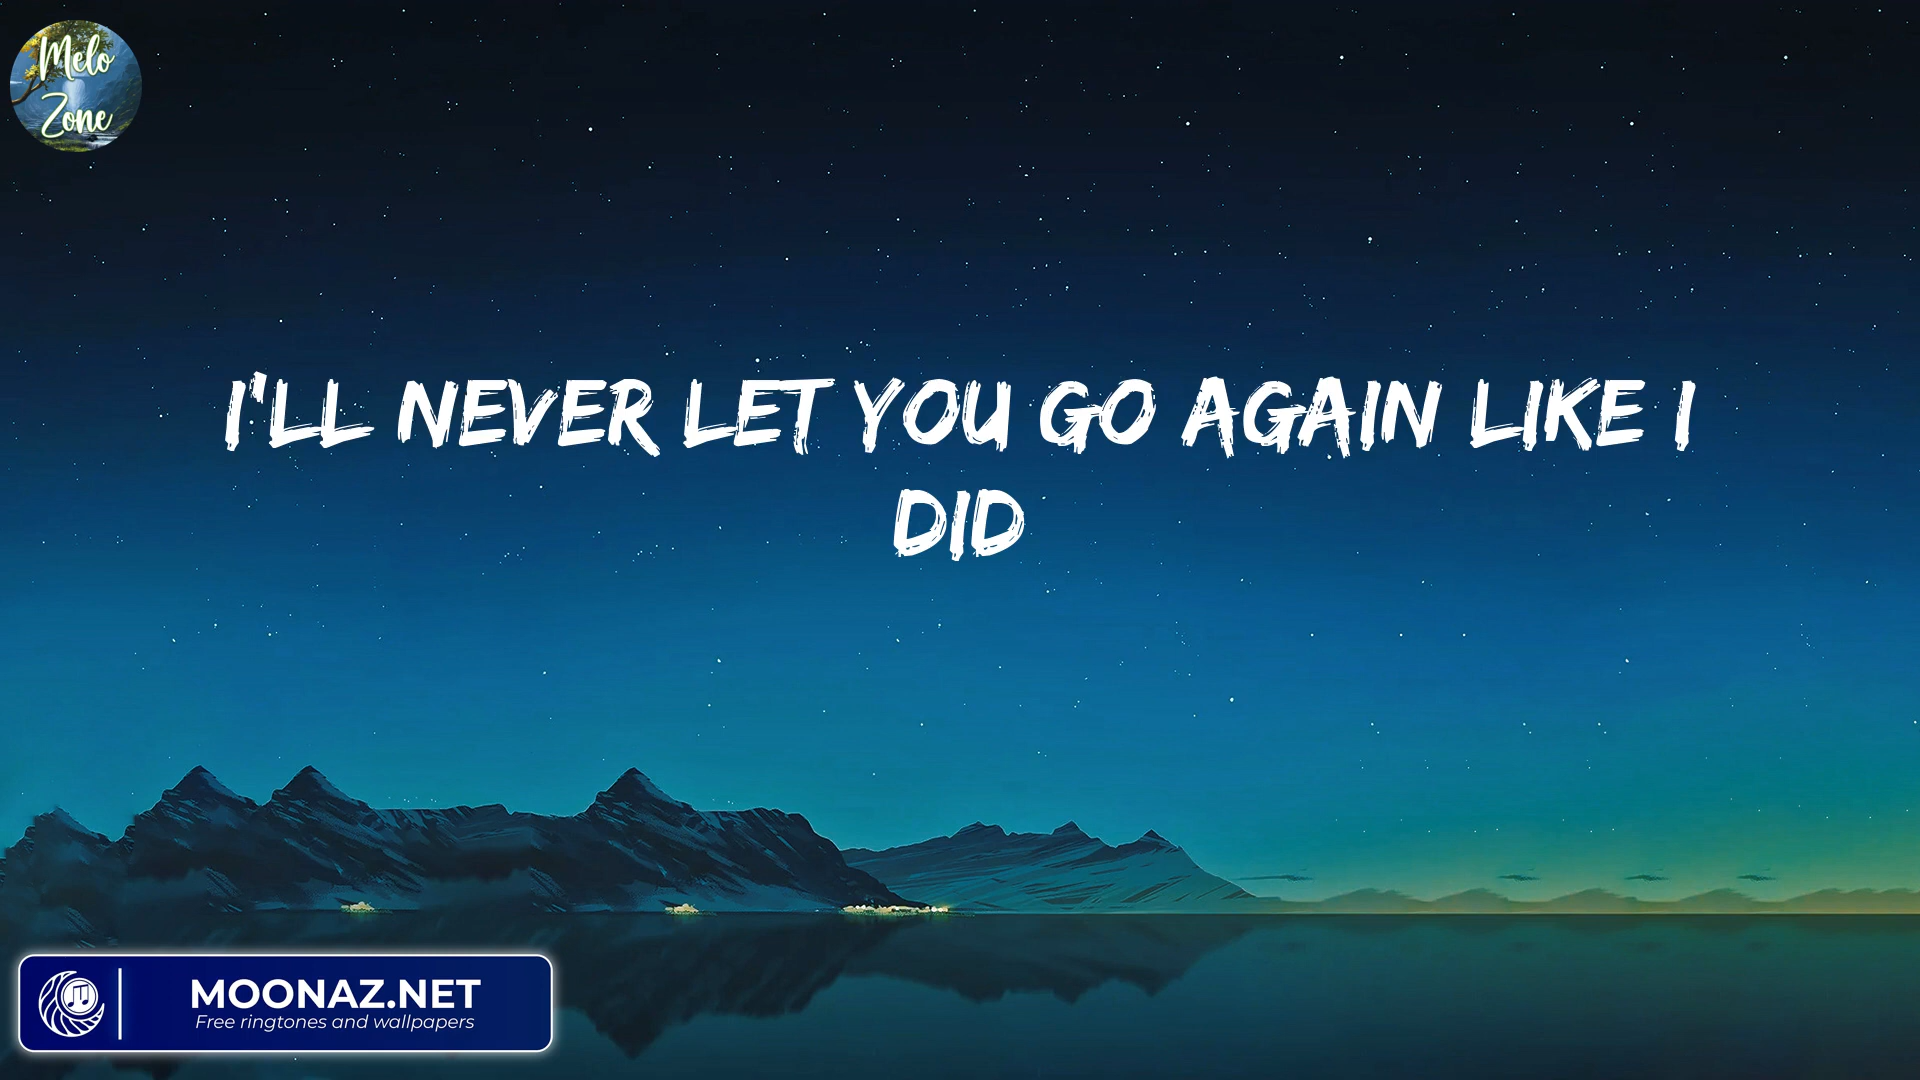 Melo
Zone
I'LL NEVER LET YOU GO AGAIN LIKE I
DID
MOONAZ.NET
Free ringtones and wallpapers